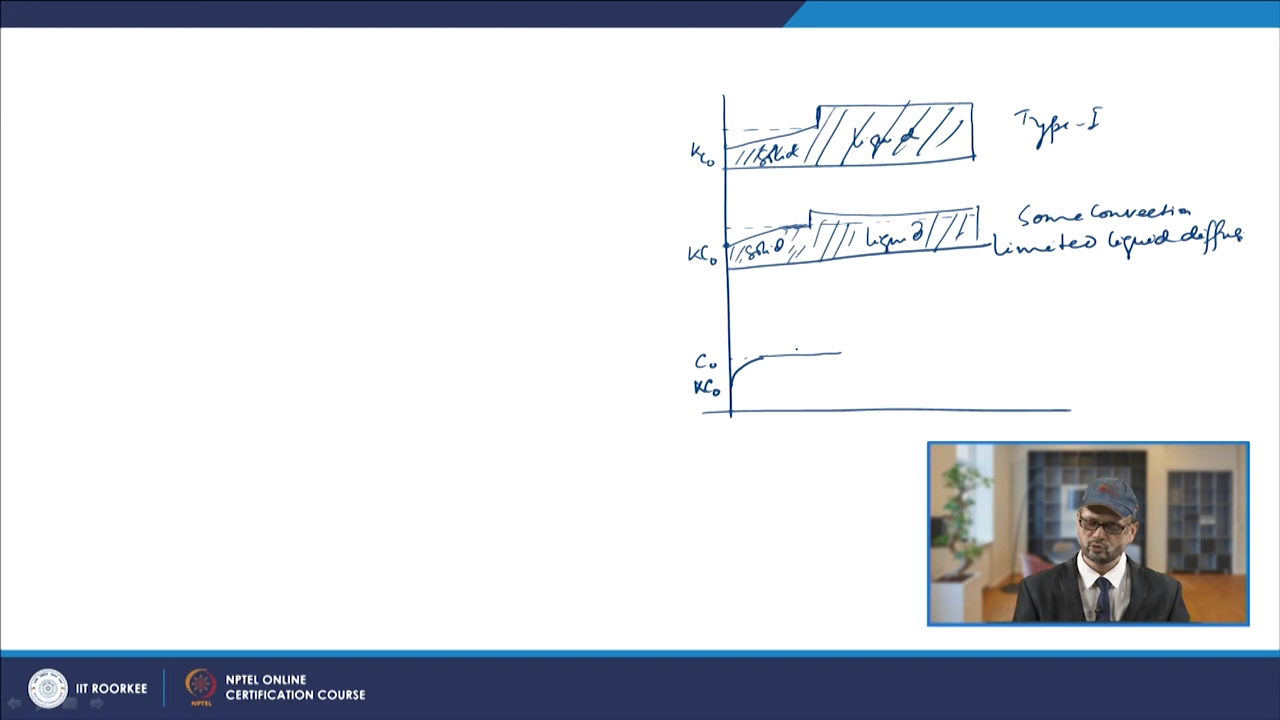 KC₀ solid liquid Type-I
KC₀ solid liquid Some Convection
limited liquid diffus
C₀
KC₀
IIT ROORKEE
NPTEL ONLINE
CERTIFICATION COURSE
NPTEL